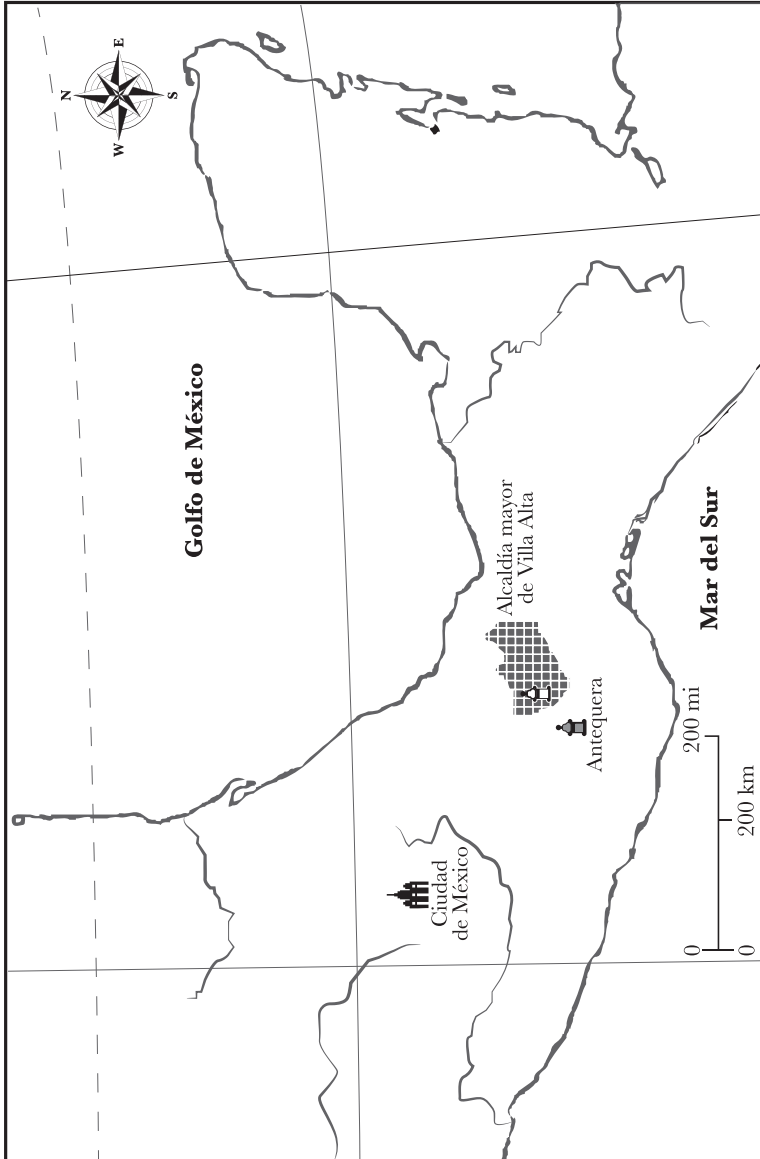 N
W
E
S
Golfo de México
Alcaldía mayor
de Villa Alta
Ciudad
de México
Antequera
Mar del Sur
0
200 mi
0
200 km